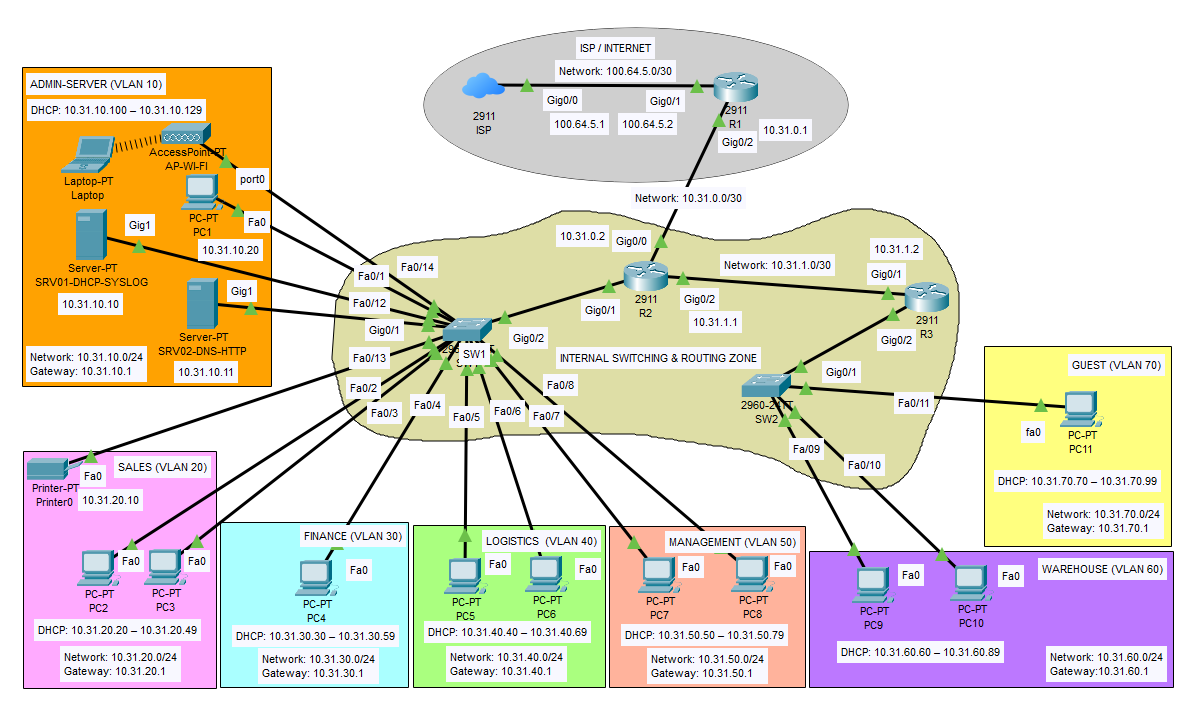 ISP / INTERNET
Network: 100.64.5.0/30
Gig0/0
Gig0/1
100.64.5.1
100.64.5.2
2911
ISP
2911
R1
10.31.0.1
Gig0/2
Network: 10.31.0.0/30
ADMIN-SERVER (VLAN 10)
DHCP: 10.31.10.100 – 10.31.10.129
AccessPoint-PT
AP-WI-FI
Laptop-PT
Laptop
port0
PC-PT
PC1
Fa0
10.31.10.20
Gig1
Server-PT
SRV01-DHCP-SYSLOG
10.31.10.10
Gig1
Server-PT
SRV02-DNS-HTTP
10.31.10.11
Network: 10.31.10.0/24
Gateway: 10.31.10.1
10.31.0.2
Gig0/0
Network: 10.31.1.0/30
10.31.1.2
Gig0/1
2911
R2
Gig0/1
Gig0/2
10.31.1.1
2911
R3
Gig0/2
Fa0/14
Fa0/1
Fa0/12
Gig0/1
Fa0/13
Fa0/2
Fa0/3
Fa0/4
Fa0/5
Fa0/6
Fa0/7
Fa0/8
Gig0/2
SW1
INTERNAL SWITCHING & ROUTING ZONE
Gig0/1
2960-24TT
SW2
Fa0/11
Fa/09
Fa0/10
GUEST (VLAN 70)
fa0
PC-PT
PC11
DHCP: 10.31.70.70 – 10.31.70.99
Network: 10.31.70.0/24
Gateway: 10.31.70.1
SALES (VLAN 20)
Fa0
Printer-PT
Printer0
10.31.20.10
Fa0
Fa0
PC-PT
PC2
PC-PT
PC3
DHCP: 10.31.20.20 – 10.31.20.49
Network: 10.31.20.0/24
Gateway: 10.31.20.1
FINANCE (VLAN 30)
Fa0
PC-PT
PC4
DHCP: 10.31.30.30 – 10.31.30.59
Network: 10.31.30.0/24
Gateway: 10.31.30.1
LOGISTICS (VLAN 40)
Fa0
Fa0
PC-PT
PC5
PC-PT
PC6
DHCP: 10.31.40.40 – 10.31.40.69
Network: 10.31.40.0/24
Gateway: 10.31.40.1
MANAGEMENT (VLAN 50)
Fa0
Fa0
PC-PT
PC7
PC-PT
PC8
DHCP: 10.31.50.50 – 10.31.50.79
Network: 10.31.50.0/24
Gateway: 10.31.50.1
WAREHOUSE (VLAN 60)
Fa0
Fa0
PC-PT
PC9
PC-PT
PC10
DHCP: 10.31.60.60 – 10.31.60.89
Network: 10.31.60.0/24
Gateway:10.31.60.1